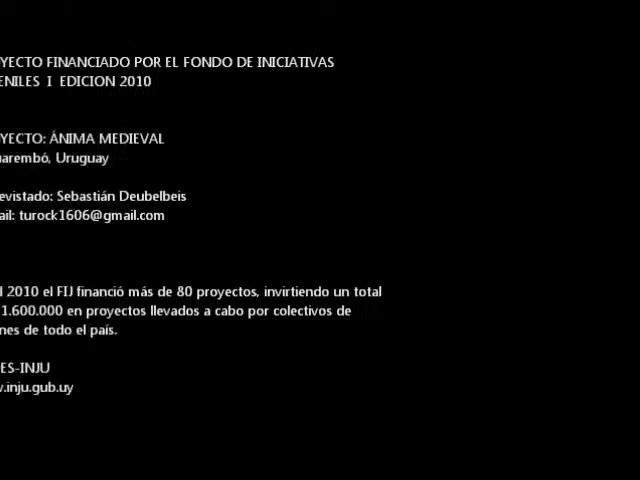 YECTO FINANCIADO POR EL FONDO DE INICIATIVAS
ENILES I EDICION 2010
YECTO: ÁNIMA MEDIEVAL
uarembó, Uruguay
evistado: Sebastián Deubelbeis
ail: turock1606@gmail.com
l 2010 el FIJ financió más de 80 proyectos, invirtiendo un total
1.600.000 en proyectos llevados a cabo por colectivos de
nes de todo el país.
ES-INJU
.inju.gub.uy